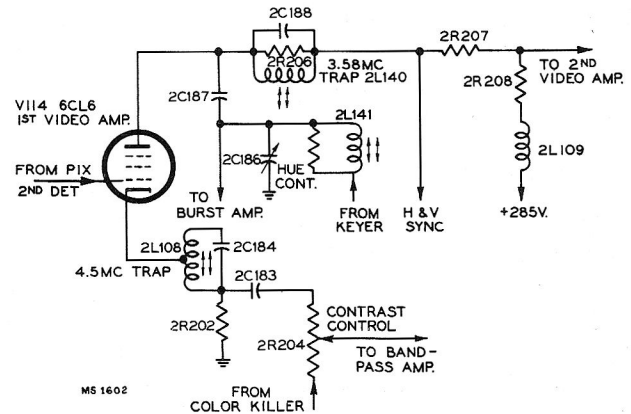 2C188
2R206
3.58MC
TRAP 2L140
2R207
TO 2ND
VIDEO AMP.
2R208
2C187
V114 6CL6
1ST VIDEO AMP.
2L141
2C186
HUE
CONT.
2L109
FROM PIX
2ND DET
TO
BURST AMP.
FROM
KEYER
H & V
SYNC
+285V.
2L108
2C184
4.5MC TRAP
2C183
2R202
CONTRAST
CONTROL
2R204
TO BAND-
PASS AMP.
MS 1602
FROM
COLOR KILLER